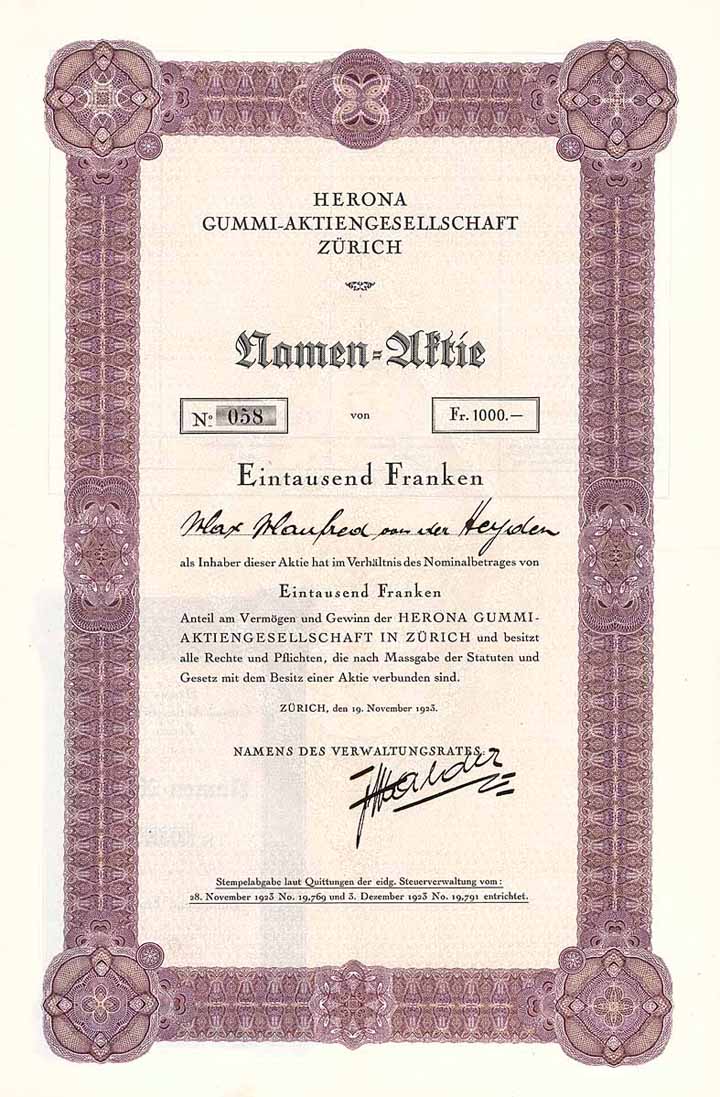 HERONA
GUMMI-AKTIENGESELLSCHAFT
ZÜRICH
Namen-Aktie
No. 058 von Fr. 1000.—
Eintausend Franken
Max Manfred von der Heyden
als Inhaber dieser Aktie hat im Verhältnis des Nominalbetrages von
Eintausend Franken
Anteil am Vermögen und Gewinn der HERONA GUMMI-
AKTIENGESELLSCHAFT IN ZÜRICH und besitzt
alle Rechte und Pflichten, die nach Massgabe der Statuten und
Gesetz mit dem Besitz einer Aktie verbunden sind.
ZÜRICH, den 19. November 1923.
NAMENS DES VERWALTUNGSRATES:
Stempelabgabe laut Quittungen der eidg. Steuerverwaltung vom:
28. November 1923 No. 19,769 und 3. Dezember 1923 No. 19,791 entrichtet.